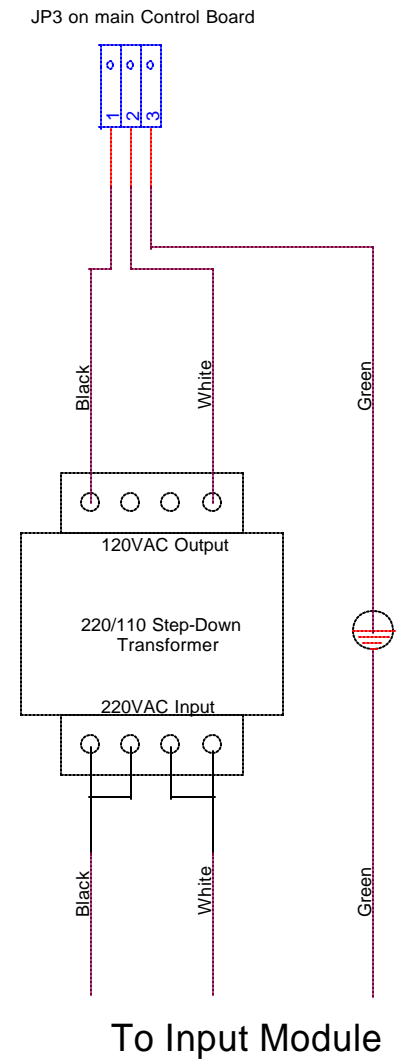 JP3 on main Control Board
1
2
3
Black
White
Green
120VAC Output
220/110 Step-Down
Transformer
220VAC Input
Black
White
Green
To Input Module